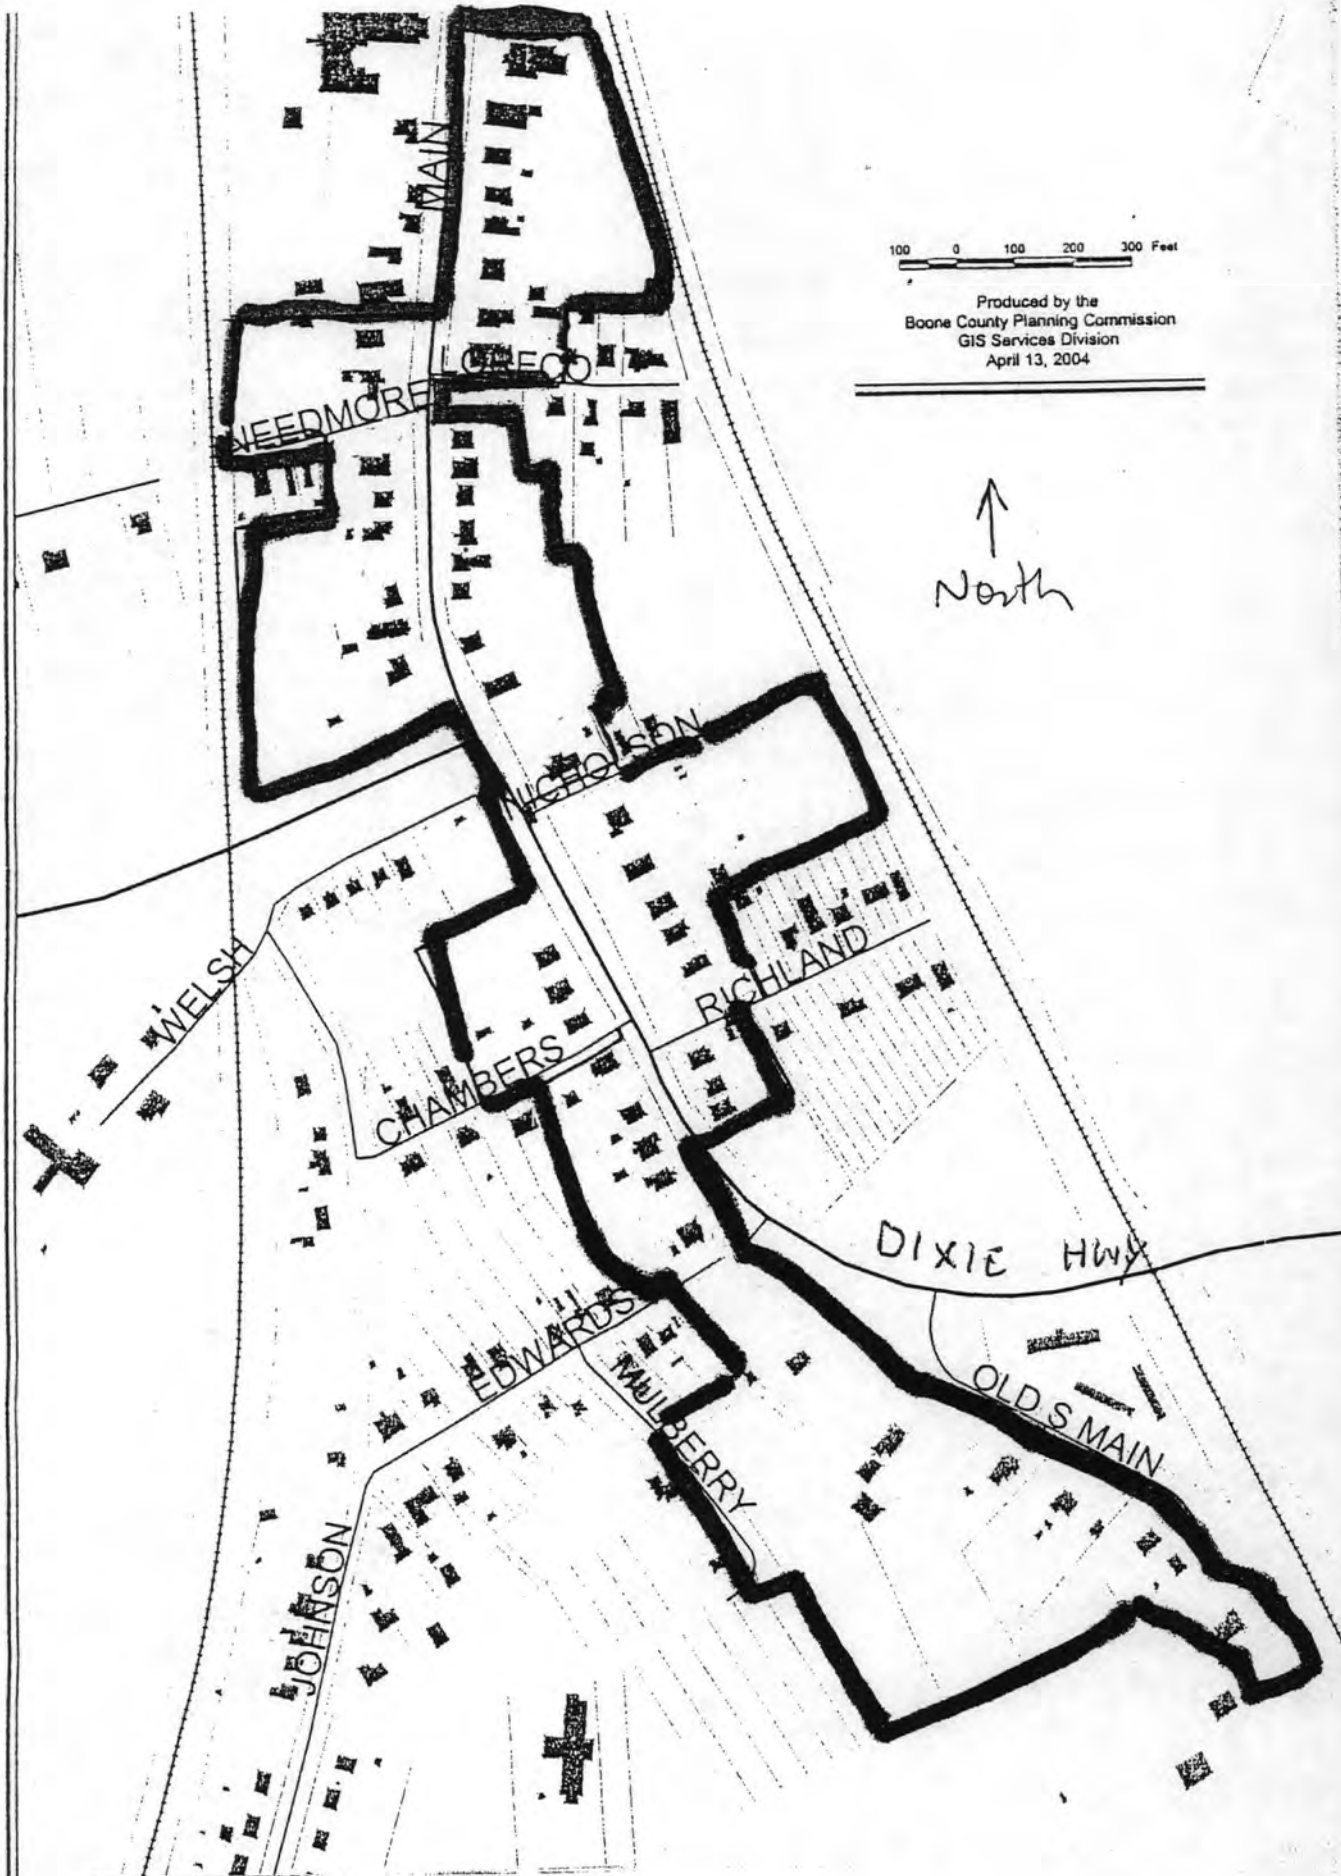 MAIN
100 0 100 200 300 Feet
Produced by the
Boone County Planning Commission
GIS Services Division
April 13, 2004
NEEDMORE
North
NICHOLSON
WELSH
RICHLAND
CHAMBERS
DIXIE HWY
EDWARDS
MULBERRY
OLD S MAIN
JOHNSON